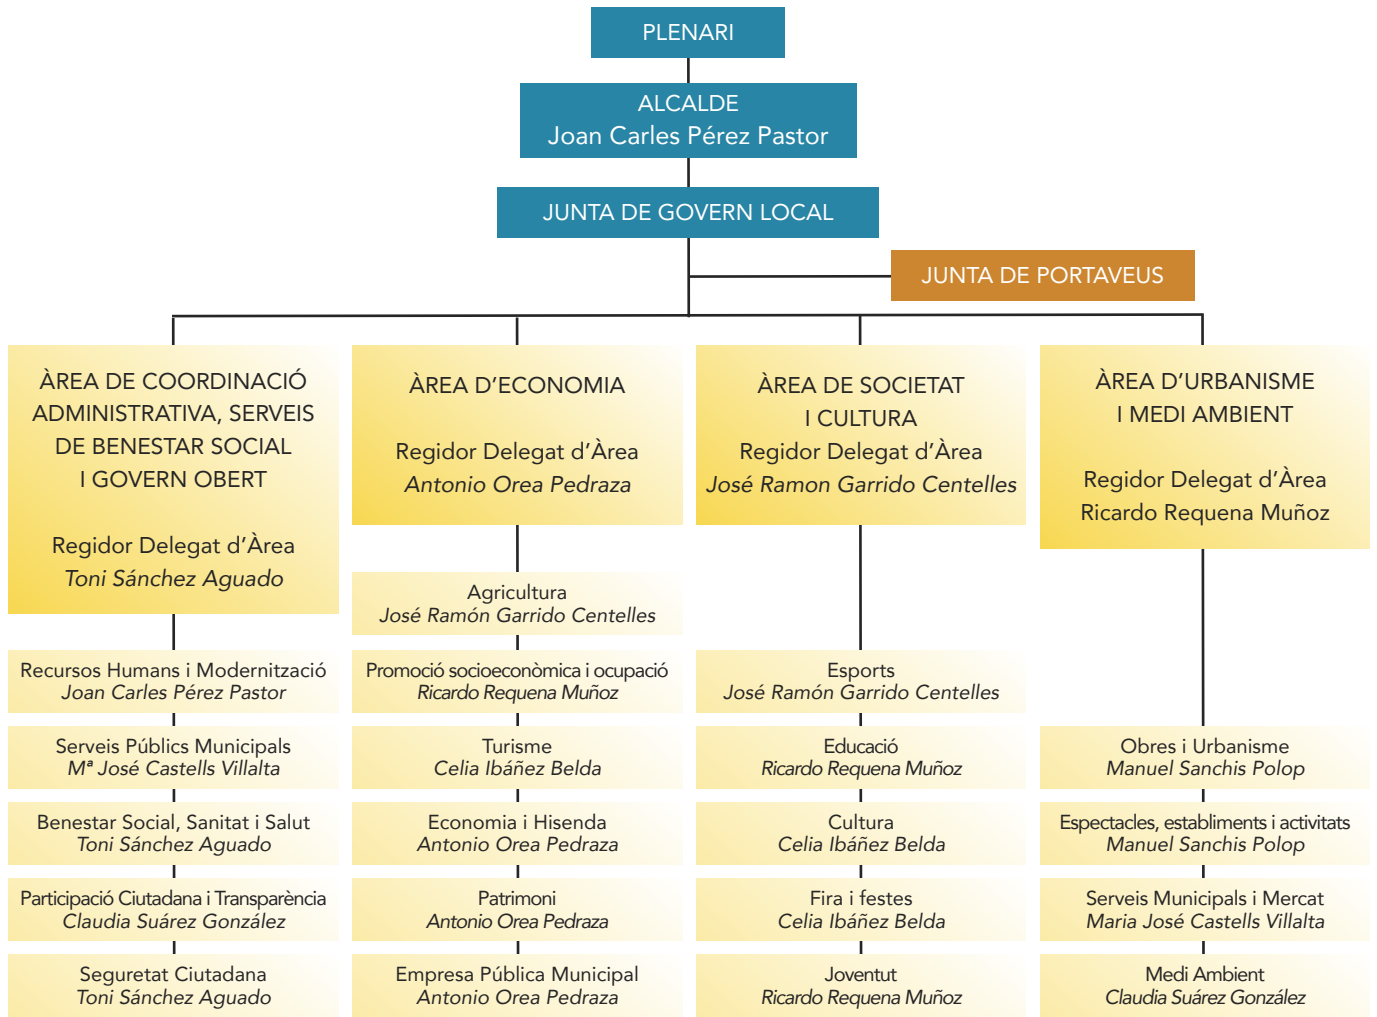 PLENARI
ALCALDE
Joan Carles Pérez Pastor
JUNTA DE GOVERN LOCAL
JUNTA DE PORTAVEUS
ÀREA DE COORDINACIÓ
ADMINISTRATIVA, SERVEIS
DE BENESTAR SOCIAL
I GOVERN OBERT
Regidor Delegat d’Àrea
Toni Sánchez Aguado
Recursos Humans i Modernització
Joan Carles Pérez Pastor
Serveis Públics Municipals
Mª José Castells Villalta
Benestar Social, Sanitat i Salut
Toni Sánchez Aguado
Participació Ciutadana i Transparència
Claudia Suárez González
Seguretat Ciutadana
Toni Sánchez Aguado
ÀREA D’ECONOMIA
Regidor Delegat d’Àrea
Antonio Orea Pedraza
Agricultura
José Ramón Garrido Centelles
Promoció socioeconòmica i ocupació
Ricardo Requena Muñoz
Turisme
Celia Ibáñez Belda
Economia i Hisenda
Antonio Orea Pedraza
Patrimoni
Antonio Orea Pedraza
Empresa Pública Municipal
Antonio Orea Pedraza
ÀREA DE SOCIETAT
I CULTURA
Regidor Delegat d’Àrea
José Ramon Garrido Centelles
Esports
José Ramón Garrido Centelles
Educació
Ricardo Requena Muñoz
Cultura
Celia Ibáñez Belda
Fira i festes
Celia Ibáñez Belda
Joventut
Ricardo Requena Muñoz
ÀREA D’URBANISME
I MEDI AMBIENT
Regidor Delegat d’Àrea
Ricardo Requena Muñoz
Obres i Urbanisme
Manuel Sanchis Polop
Espectacles, establiments i activitats
Manuel Sanchis Polop
Serveis Municipals i Mercat
Maria José Castells Villalta
Medi Ambient
Claudia Suárez González